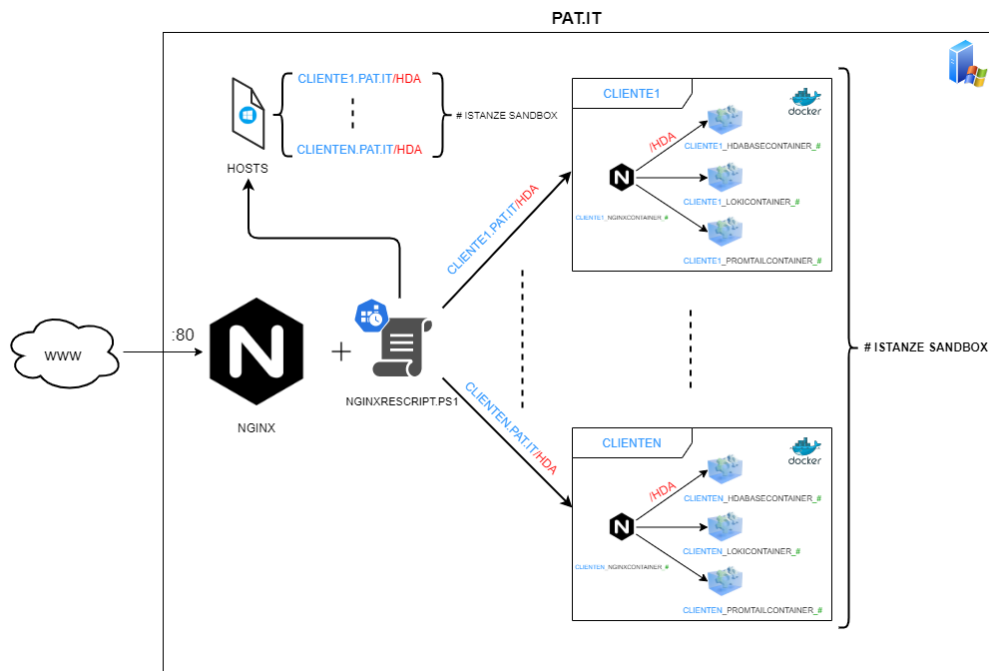 PAT.IT
CLIENTE1.PAT.IT/HDA
CLIENTEN.PAT.IT/HDA
# ISTANZE SANDBOX
HOSTS
CLIENTE1
docker
/HDA
CLIENTE1_HDABASECONTAINER_#
CLIENTE1_LOKICONTAINER_#
CLIENTE1_NGINXCONTAINER_#
CLIENTE1_PROMTAILCONTAINER_#
CLIENTE1.PAT.IT/HDA
www
:80
NGINX
+
NGINXRESCRIPT.PS1
# ISTANZE SANDBOX
CLIENTEN.PAT.IT/HDA
CLIENTEN
docker
/HDA
CLIENTEN_HDABASECONTAINER_#
CLIENTEN_LOKICONTAINER_#
CLIENTEN_NGINXCONTAINER_#
CLIENTEN_PROMTAILCONTAINER_#